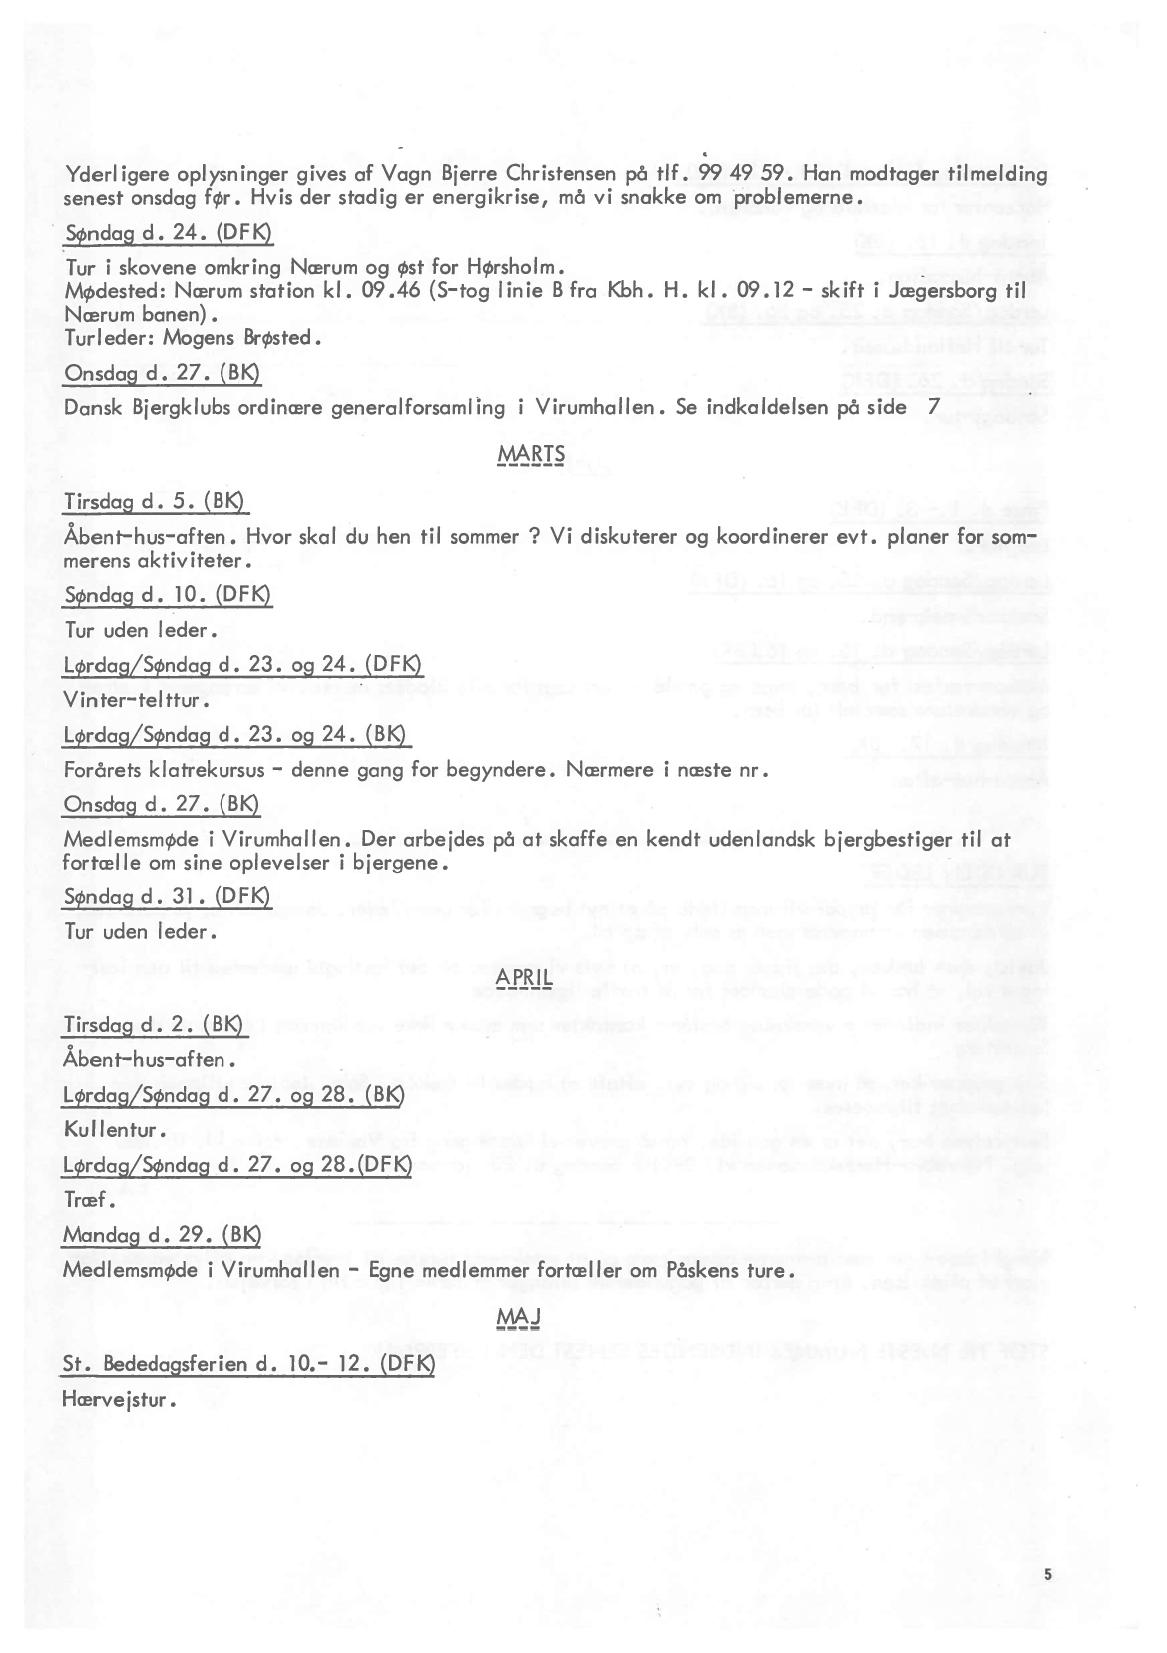 Yderligere oplysninger gives af Vagn Bjerre Christensen på tlf. 99 49 59. Han modtager tilmelding
senest onsdag før. Hvis der stadig er energikrise, må vi snakke om problemerne.
Søndag d. 24. (DFK)
Tur i skovene omkring Nærum og øst for Hørsholm.
Mødested: Nærum station kl. 09.46 (S-tog linie B fra Kbh. H. kl. 09.12 - skift i Jægersborg til
Nærum banen).
Turleder: Mogens Brøsted.
Onsdag d. 27. (BK)
Dansk Bjergklubs ordinære generalforsamling i Virumhallen. Se indkaldelsen på side 7
MARTS
Tirsdag d. 5. (BK)
Åbent-hus-aften. Hvor skal du hen til sommer ? Vi diskuterer og koordinerer evt. planer for som-
merens aktiviteter.
Søndag d. 10. (DFK)
Tur uden leder.
Lørdag/Søndag d. 23. og 24. (DFK)
Vinter-telttur.
Lørdag/Søndag d. 23. og 24. (BK)
Forårets klatrekursus - denne gang for begyndere. Nærmere i næste nr.
Onsdag d. 27. (BK)
Medlemsmøde i Virumhallen. Der arbejdes på at skaffe en kendt udenlandsk bjergbestiger til at
fortælle om sine oplevelser i bjergene.
Søndag d. 31. (DFK)
Tur uden leder.
APRIL
Tirsdag d. 2. (BK)
Åbent-hus-aften.
Lørdag/Søndag d. 27. og 28. (BK)
Kullentur.
Lørdag/Søndag d. 27. og 28.(DFK)
Træf.
Mandag d. 29. (BK)
Medlemsmøde i Virumhallen - Egne medlemmer fortæller om Påskens ture.
MAJ
St. Bededagsferien d. 10.- 12. (DFK)
Hærvejstur.
5